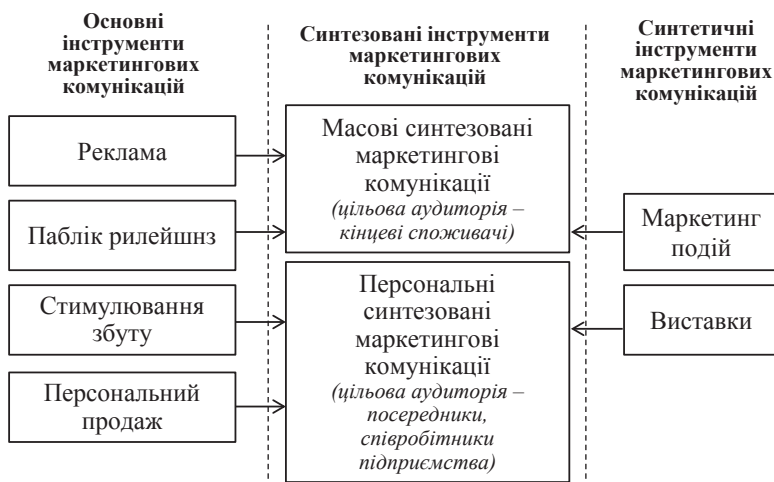 Основні
інструменти
маркетингових
комунікацій
Синтезовані інструменти
маркетингових
комунікацій
Синтетичні
інструменти
маркетингових
комунікацій
Реклама
Паблік рилейшнз
Стимулювання
збуту
Персональний
продаж
Масові синтезовані
маркетингові
комунікації
(цільова аудиторія –
кінцеві споживачі)
Персональні
синтезовані
маркетингові
комунікації
(цільова аудиторія –
посередники,
співробітники
підприємства)
Маркетинг
подій
Виставки